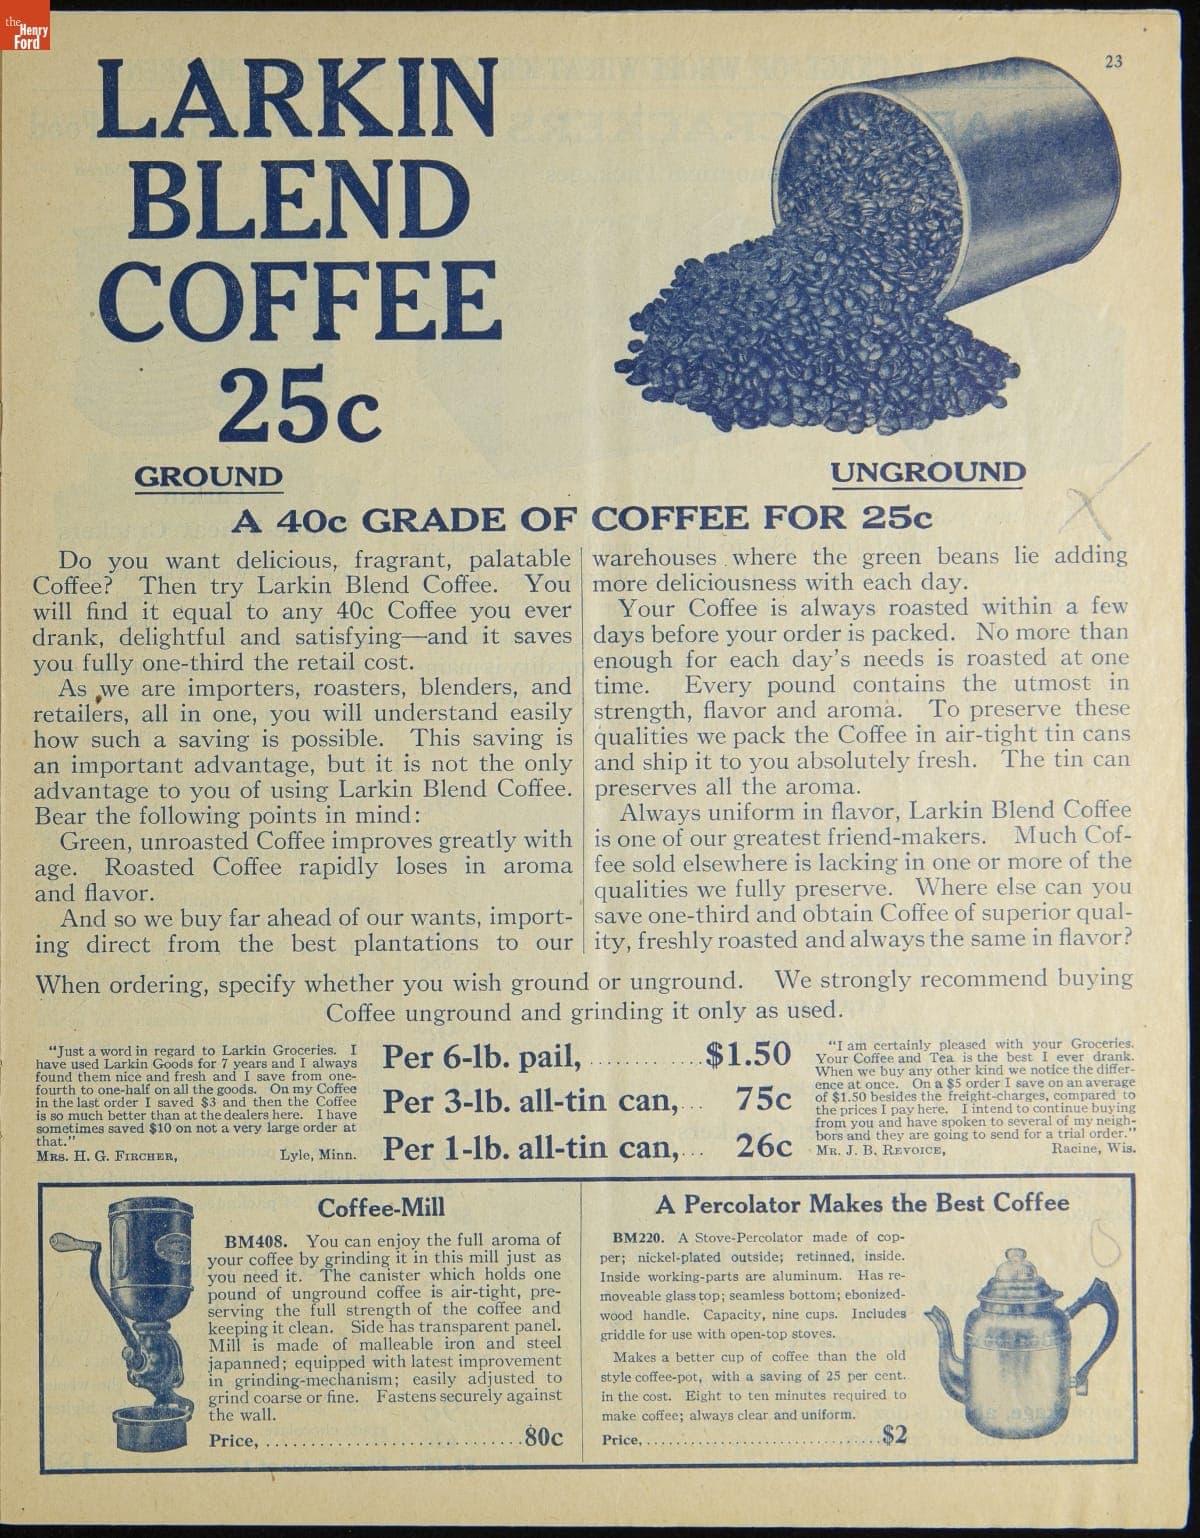 the
Henry
Ford
23
LARKIN
BLEND
COFFEE
25c
GROUND
UNGROUND
A 40c GRADE OF COFFEE FOR 25c
Do you want delicious, fragrant, palatable
Coffee? Then try Larkin Blend Coffee. You
will find it equal to any 40c Coffee you ever
drank, delightful and satisfying—and it saves
you fully one-third the retail cost.
As we are importers, roasters, blenders, and
retailers, all in one, you will understand easily
how such a saving is possible. This saving is
an important advantage, but it is not the only
advantage to you of using Larkin Blend Coffee.
Bear the following points in mind:
Green, unroasted Coffee improves greatly with
age. Roasted Coffee rapidly loses in aroma
and flavor.
And so we buy far ahead of our wants, import-
ing direct from the best plantations to our
warehouses where the green beans lie adding
more deliciousness with each day.
Your Coffee is always roasted within a few
days before your order is packed. No more than
enough for each day's needs is roasted at one
time. Every pound contains the utmost in
strength, flavor and aroma. To preserve these
qualities we pack the Coffee in air-tight tin cans
and ship it to you absolutely fresh. The tin can
preserves all the aroma.
Always uniform in flavor, Larkin Blend Coffee
is one of our greatest friend-makers. Much Cof-
fee sold elsewhere is lacking in one or more of the
qualities we fully preserve. Where else can you
save one-third and obtain Coffee of superior qual-
ity, freshly roasted and always the same in flavor?
When ordering, specify whether you wish ground or unground. We strongly recommend buying
Coffee unground and grinding it only as used.
"Just a word in regard to Larkin Groceries. I
have used Larkin Goods for 7 years and I always
found them nice and fresh and I save from one-
fourth to one-half on all the goods. On my Coffee
in the last order I saved $3 and then the Coffee
is so much better than at the dealers here. I have
sometimes saved $10 on not a very large order at
that."
MRS. H. G. FIRCHER, Lyle, Minn.
Per 6-lb. pail, ............ $1.50
Per 3-lb. all-tin can, ... 75c
Per 1-lb. all-tin can, ... 26c
"I am certainly pleased with your Groceries.
Your Coffee and Tea is the best I ever drank.
When we buy any other kind we notice the differ-
ence at once. On a $5 order I save on an average
of $1.50 besides the freight-charges, compared to
the prices I pay here. I intend to continue buying
from you and have spoken to several of my neigh-
bors and they are going to send for a trial order."
MR. J. B. REVOICE, Racine, Wis.
Coffee-Mill
BM408. You can enjoy the full aroma of
your coffee by grinding it in this mill just as
you need it. The canister which holds one
pound of unground coffee is air-tight, pre-
serving the full strength of the coffee and
keeping it clean. Side has transparent panel.
Mill is made of malleable iron and steel
japanned; equipped with latest improvement
in grinding-mechanism; easily adjusted to
grind coarse or fine. Fastens securely against
the wall.
Price, ........................ 80c
A Percolator Makes the Best Coffee
BM220. A Stove-Percolator made of cop-
per; nickel-plated outside; retinned, inside.
Inside working-parts are aluminum. Has re-
moveable glass top; seamless bottom; ebonized-
wood handle. Capacity, nine cups. Includes
griddle for use with open-top stoves.
Makes a better cup of coffee than the old
style coffee-pot, with a saving of 25 per cent.
in the cost. Eight to ten minutes required to
make coffee; always clear and uniform.
Price, .............................. $2